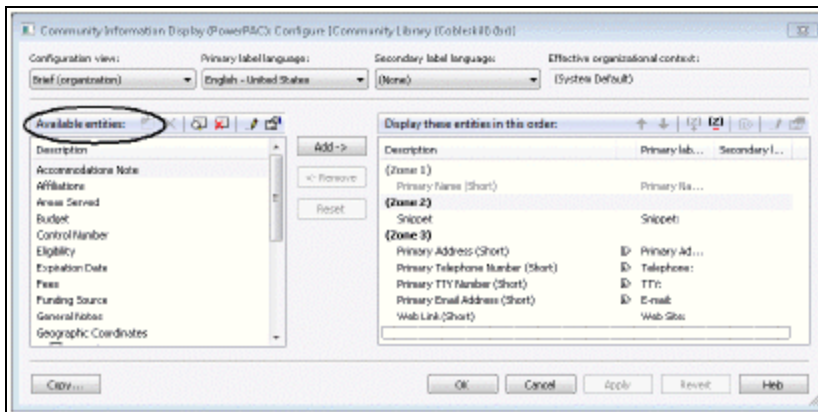 Community Information Display (PowerPAC): Configure [Community Library (Cobleskill) (br)]
Configuration view: Primary label language: Secondary label language: Effective organizational context:
Brief (organization) English - United States (None) (System Default)
Available entities: Display these entities in this order:
Description Add -> Description Primary lab... Secondary l...
Accommodations Note (Zone 1)
Affiliations <- Remove Primary Name (Short) Primary Na...
Areas Served (Zone 2)
Budget Reset Snippet Snippet:
Control Number (Zone 3)
Eligibility Primary Address (Short) Primary Ad...
Expiration Date Primary Telephone Number (Short) Telephone:
Fees Primary TTY Number (Short) TTY:
Funding Source Primary Email Address (Short) E-mail:
General Notes Web Link (Short) Web Site:
Geographic Coordinates
Copy... OK Cancel Apply Revert Help